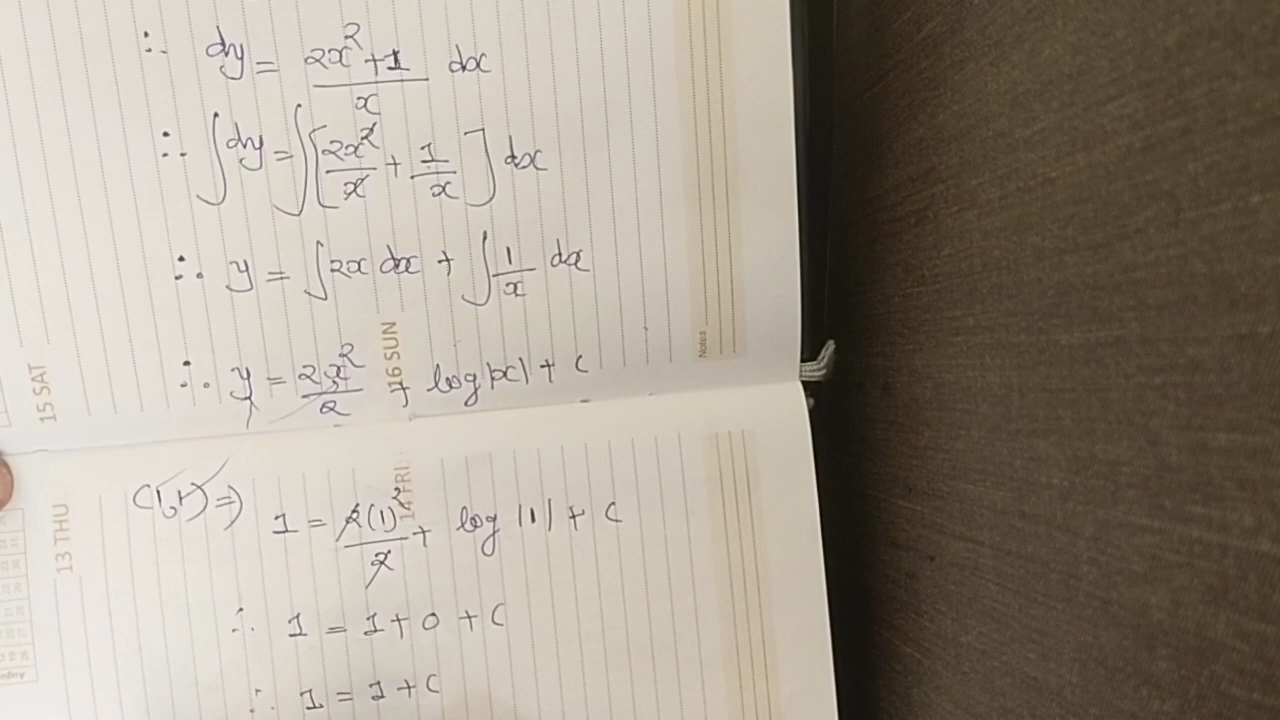 ∴ dy = (2x² + 1)/x dx
∴ ∫dy = ∫[2x²/x + 1/x] dx
∴ y = ∫2x dx + ∫1/x dx
∴ y = 2x²/2 + log|x| + c
(1,1) ⇒ 1 = 2(1)²/2 + log|1| + c
∴ 1 = 1 + 0 + c
∴ 1 = 1 + c
15 SAT
16 SUN
Notes
13 THU
14 FRI